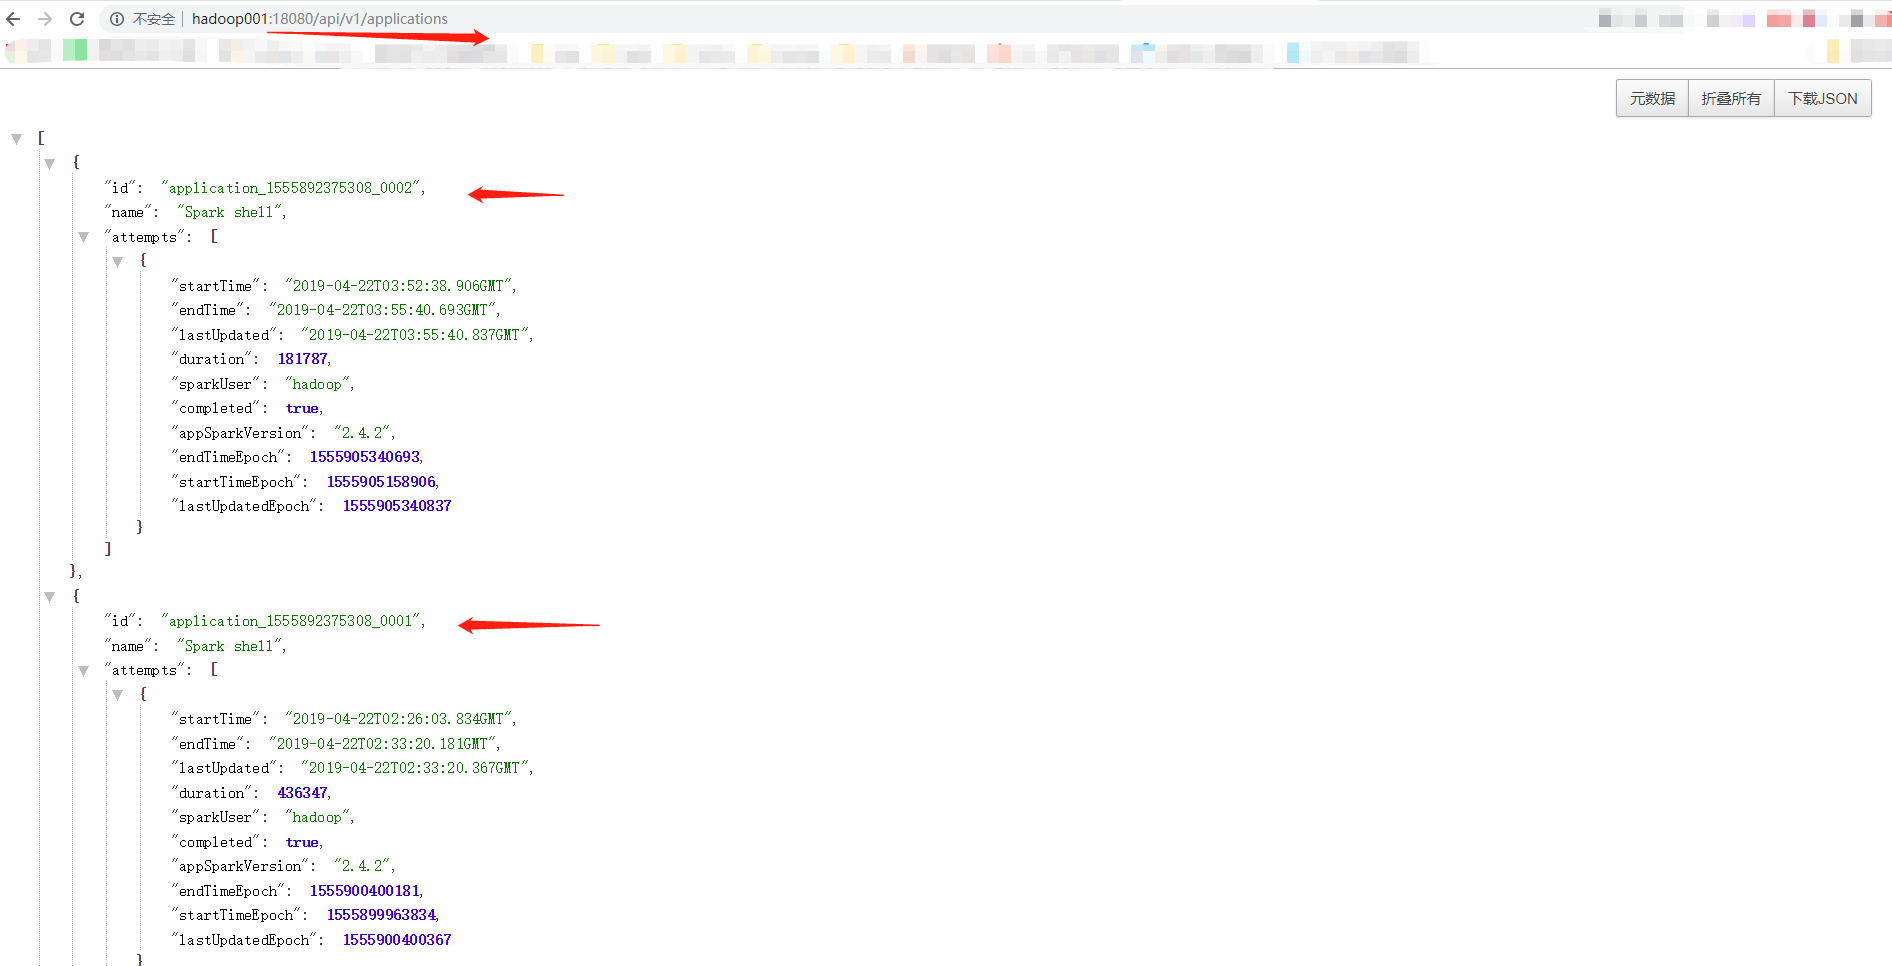 不安全 | hadoop001:18080/api/v1/applications
元数据 折叠所有 下载JSON
[
{
"id": "application_1555892375308_0002",
"name": "Spark shell",
"attempts": [
{
"startTime": "2019-04-22T03:52:38.906GMT",
"endTime": "2019-04-22T03:55:40.693GMT",
"lastUpdated": "2019-04-22T03:55:40.837GMT",
"duration": 181787,
"sparkUser": "hadoop",
"completed": true,
"appSparkVersion": "2.4.2",
"endTimeEpoch": 1555905340693,
"startTimeEpoch": 1555905158906,
"lastUpdatedEpoch": 1555905340837
}
]
},
{
"id": "application_1555892375308_0001",
"name": "Spark shell",
"attempts": [
{
"startTime": "2019-04-22T02:26:03.834GMT",
"endTime": "2019-04-22T02:33:20.181GMT",
"lastUpdated": "2019-04-22T02:33:20.367GMT",
"duration": 436347,
"sparkUser": "hadoop",
"completed": true,
"appSparkVersion": "2.4.2",
"endTimeEpoch": 1555900400181,
"startTimeEpoch": 1555899963834,
"lastUpdatedEpoch": 1555900400367
}